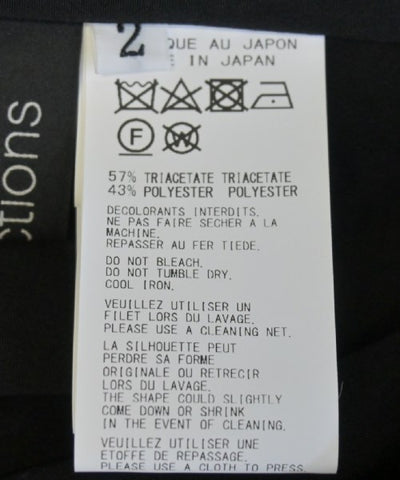 2
QUE AU JAPON
IN JAPAN
F
W
57% TRIACETATE TRIACETATE
43% POLYESTER POLYESTER
DECOLORANTS INTERDITS.
NE PAS FAIRE SECHER A LA
MACHINE.
REPASSER AU FER TIEDE.
DO NOT BLEACH.
DO NOT TUMBLE DRY.
COOL IRON.
VEUILLEZ UTILISER UN
FILET LORS DU LAVAGE.
PLEASE USE A CLEANING NET.
LA SILHOUETTE PEUT
PERDRE SA FORME
ORIGINALE OU RETRECIR
LORS DU LAVAGE.
THE SHAPE COULD SLIGHTLY
COME DOWN OR SHRINK
IN THE EVENT OF CLEANING.
VEUILLEZ UTILISER UNE
ETOFFE DE REPASSAGE.
PLEASE USE A CLOTH TO PRESS.
ctions